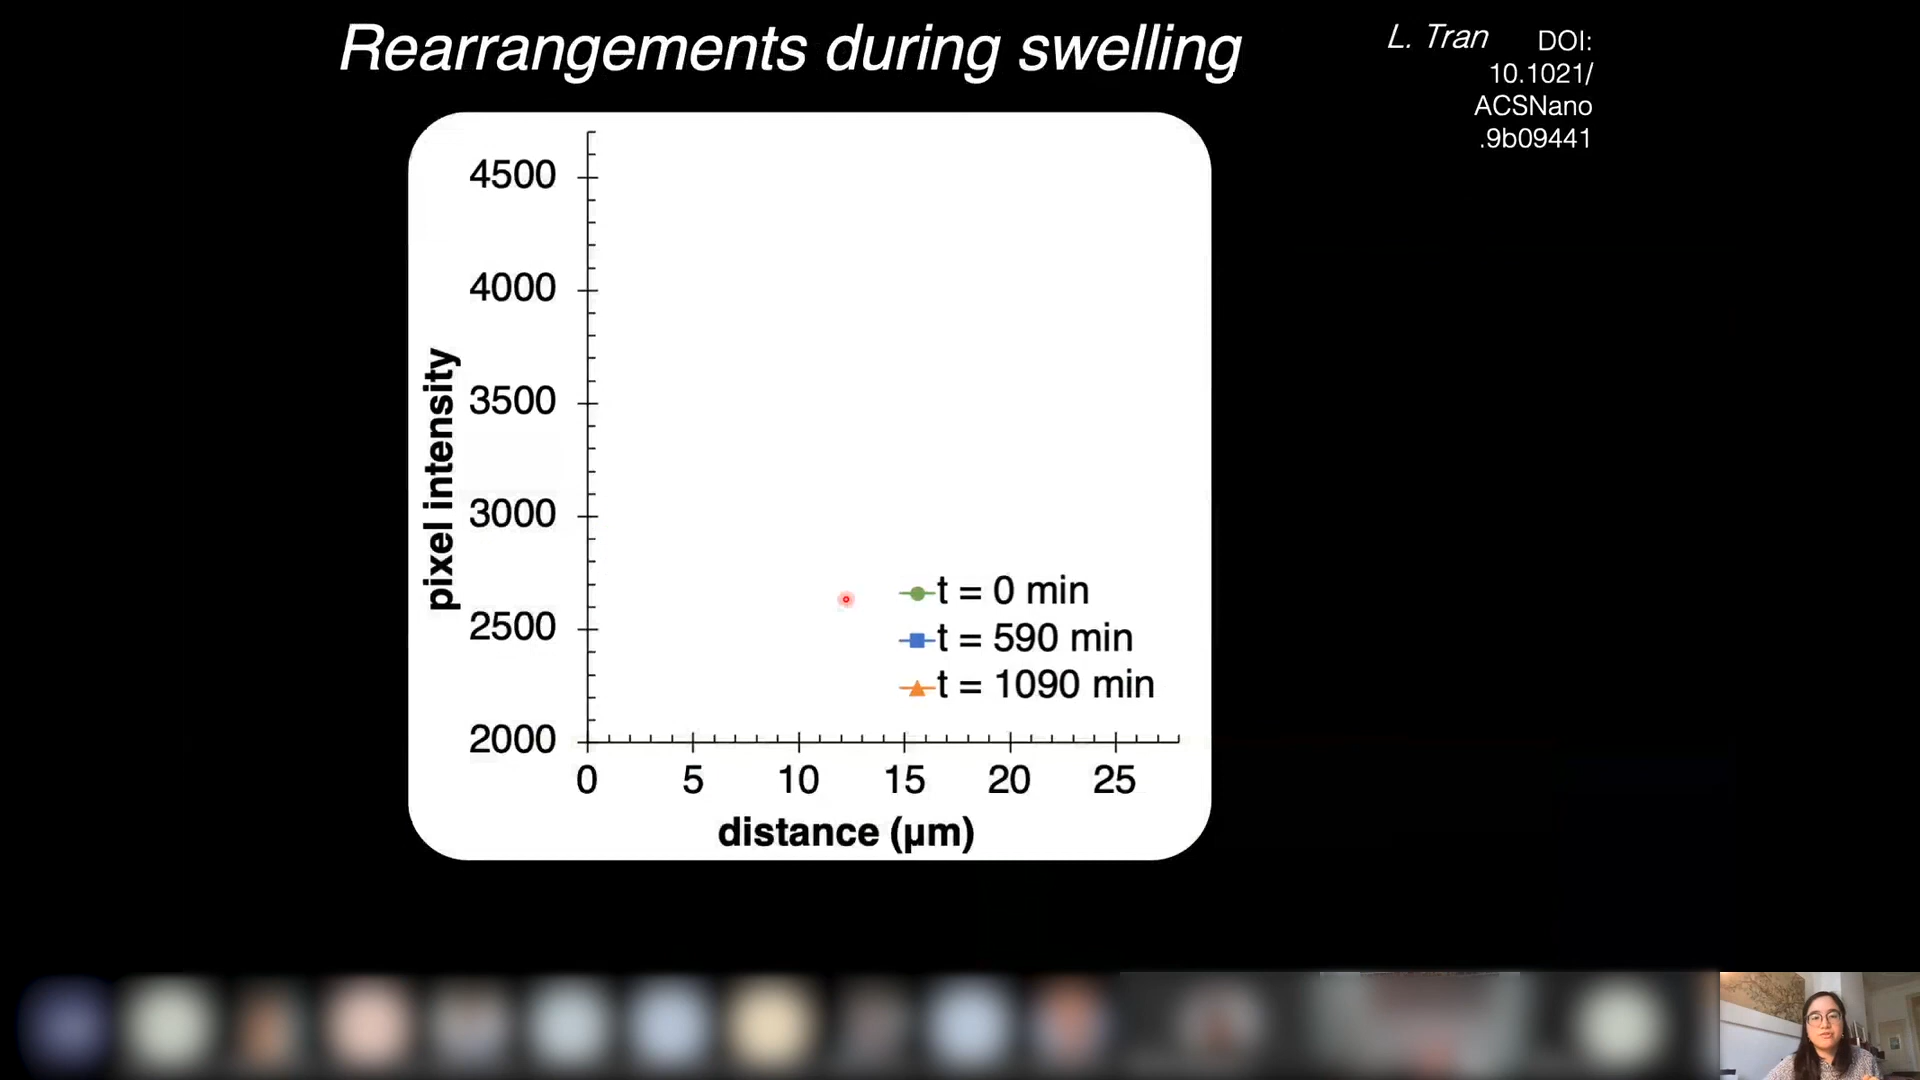 Rearrangements during swelling
L. Tran DOI:
10.1021/
ACSNano
.9b09441
4500
4000
3500
3000
2500
2000
pixel intensity
t = 0 min
t = 590 min
t = 1090 min
0 5 10 15 20 25
distance (µm)